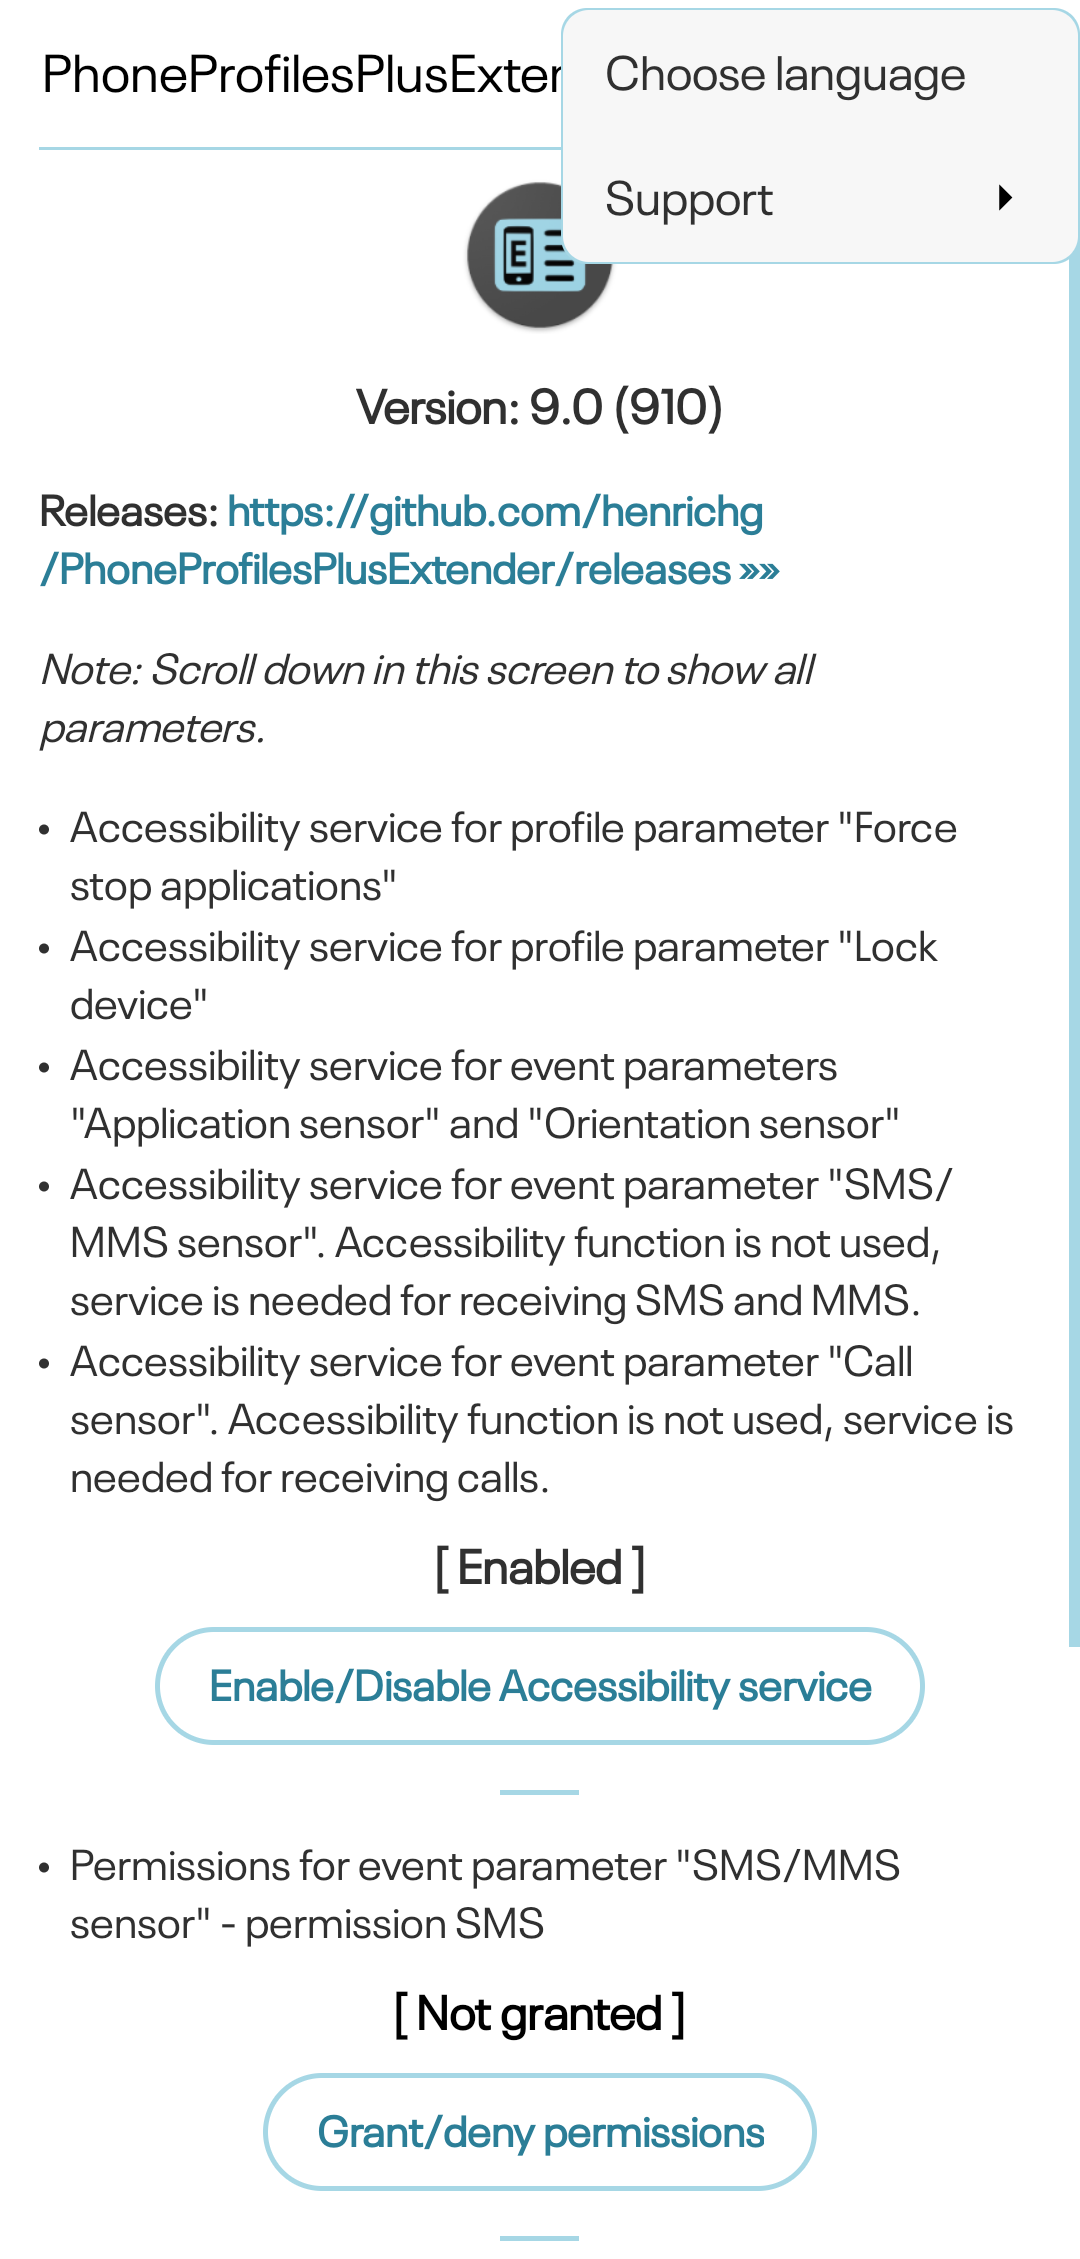 PhoneProfilesPlusExten
Choose language
Support
E
Version: 9.0 (910)
Releases: https://github.com/henrichg
/PhoneProfilesPlusExtender/releases »»
Note: Scroll down in this screen to show all
parameters.
• Accessibility service for profile parameter "Force
stop applications"
• Accessibility service for profile parameter "Lock
device"
• Accessibility service for event parameters
"Application sensor" and "Orientation sensor"
• Accessibility service for event parameter "SMS/
MMS sensor". Accessibility function is not used,
service is needed for receiving SMS and MMS.
• Accessibility service for event parameter "Call
sensor". Accessibility function is not used, service is
needed for receiving calls.
[ Enabled ]
Enable/Disable Accessibility service
• Permissions for event parameter "SMS/MMS
sensor" - permission SMS
[ Not granted ]
Grant/deny permissions